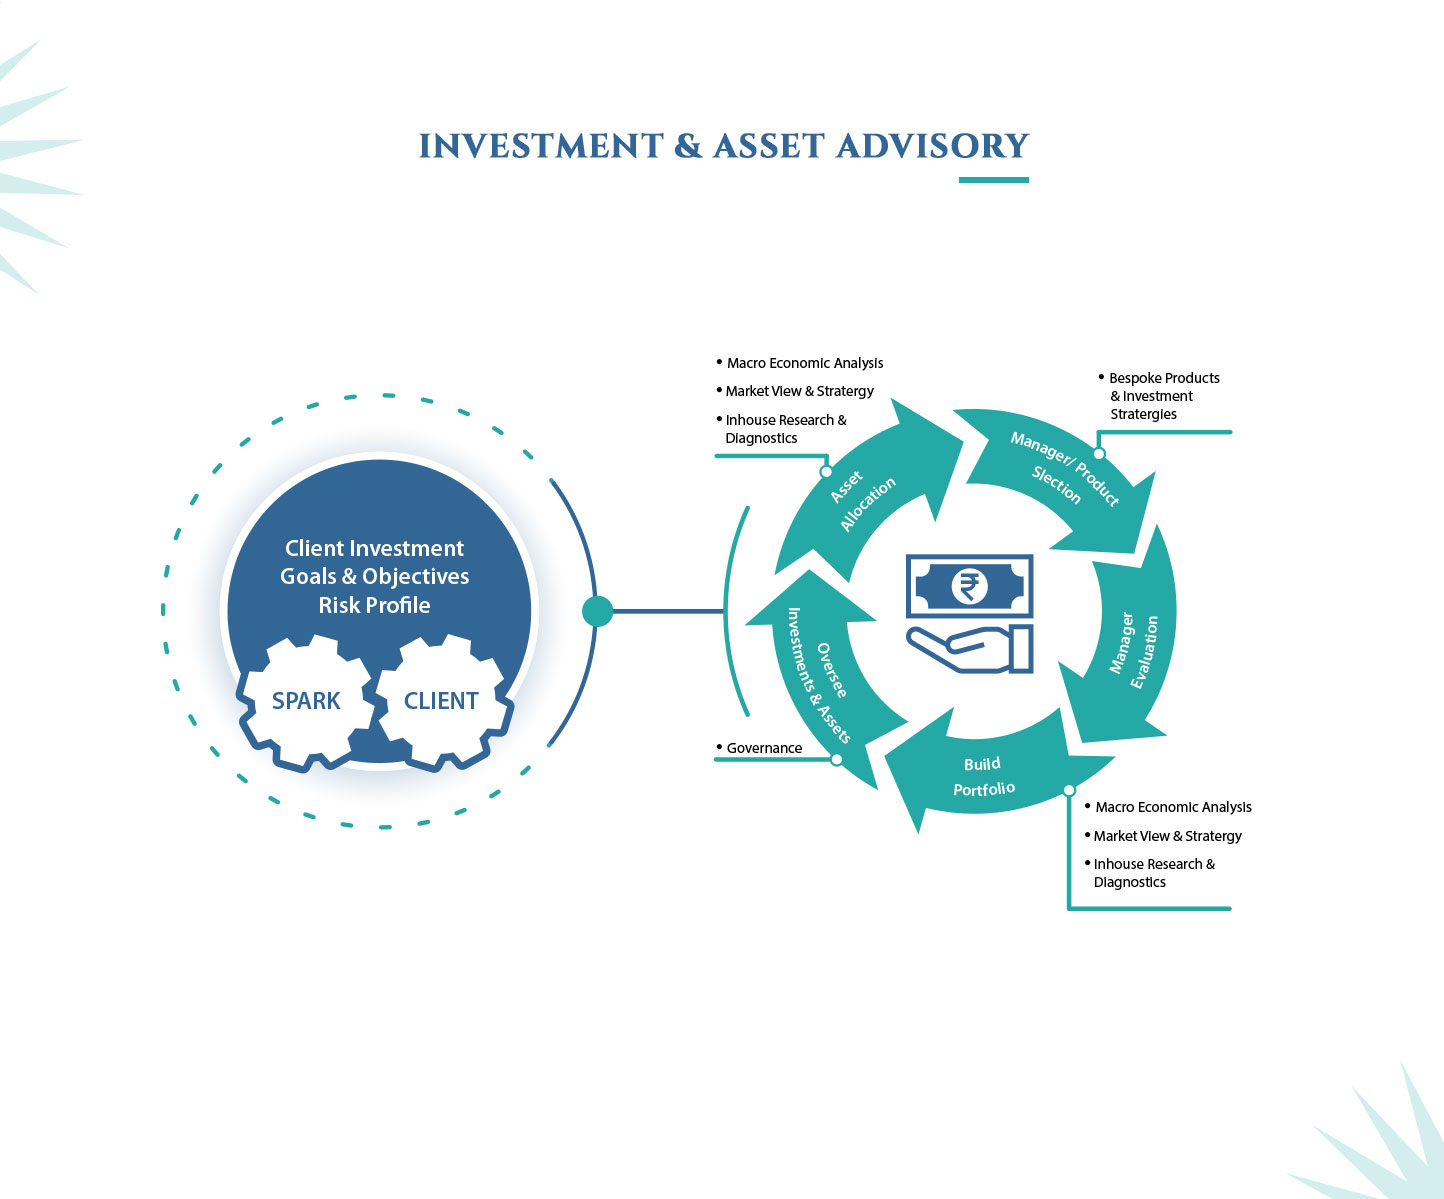 INVESTMENT & ASSET ADVISORY
Client Investment
Goals & Objectives
Risk Profile
SPARK
CLIENT
• Macro Economic Analysis
• Market View & Stratergy
• Inhouse Research &
Diagnostics
Asset
Allocation
• Bespoke Products
& Investment
Stratergies
Manager/ Product
Slection
Manager
Evaluation
Build
Portfolio
• Macro Economic Analysis
• Market View & Stratergy
• Inhouse Research &
Diagnostics
Oversee
Investments & Assets
• Governance
₹